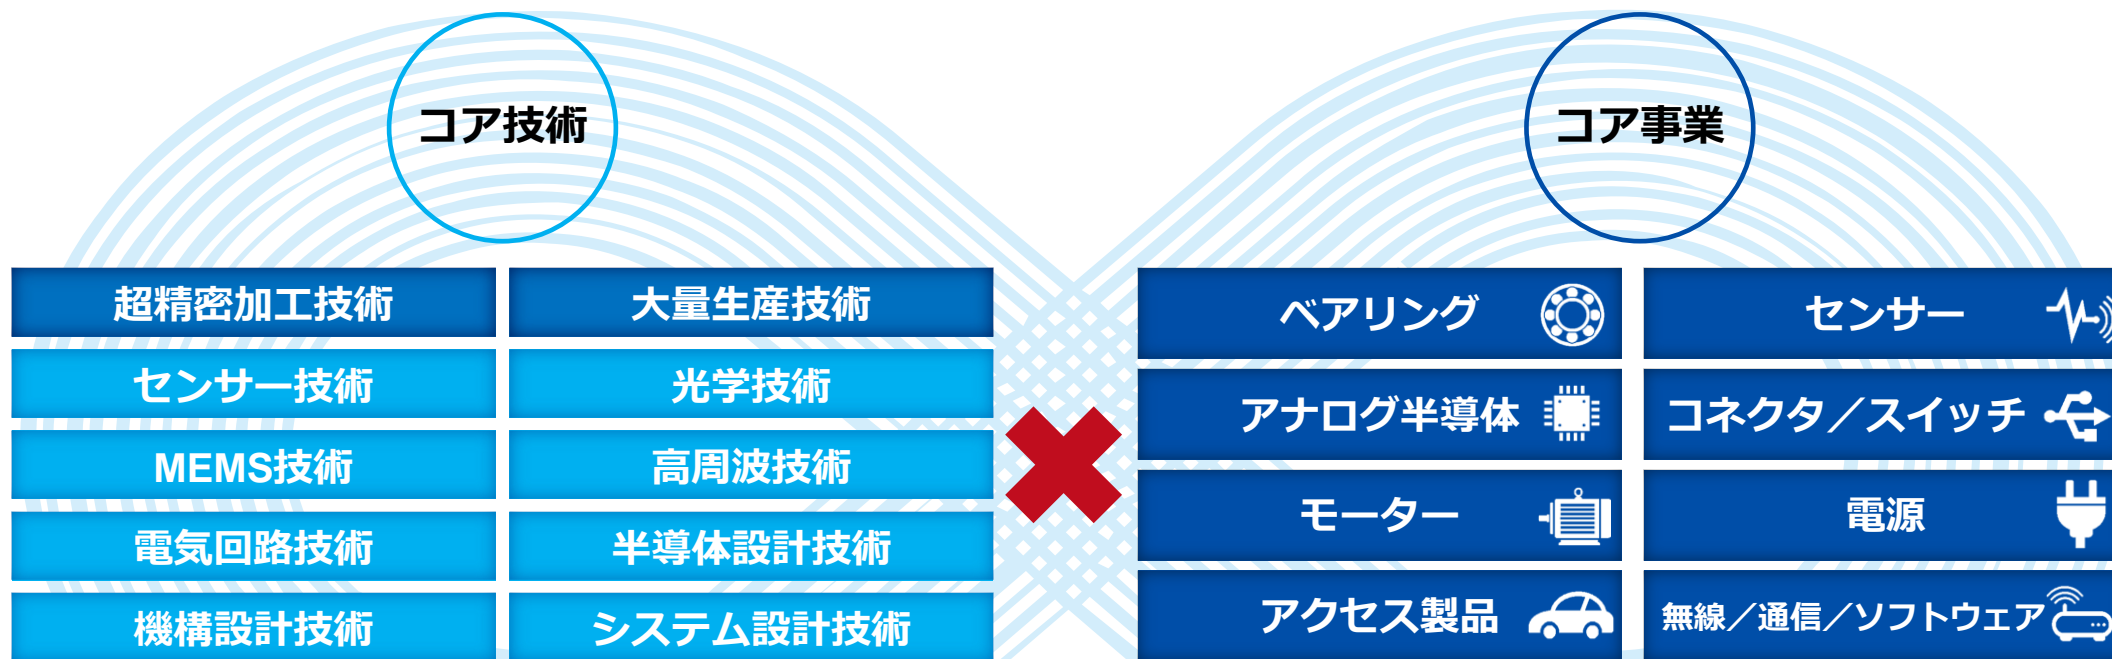 コア技術
超精密加工技術
大量生産技術
センサー技術
光学技術
MEMS技術
高周波技術
電気回路技術
半導体設計技術
機構設計技術
システム設計技術
コア事業
ベアリング
センサー
アナログ半導体
コネクタ／スイッチ
モーター
電源
アクセス製品
無線／通信／ソフトウェア